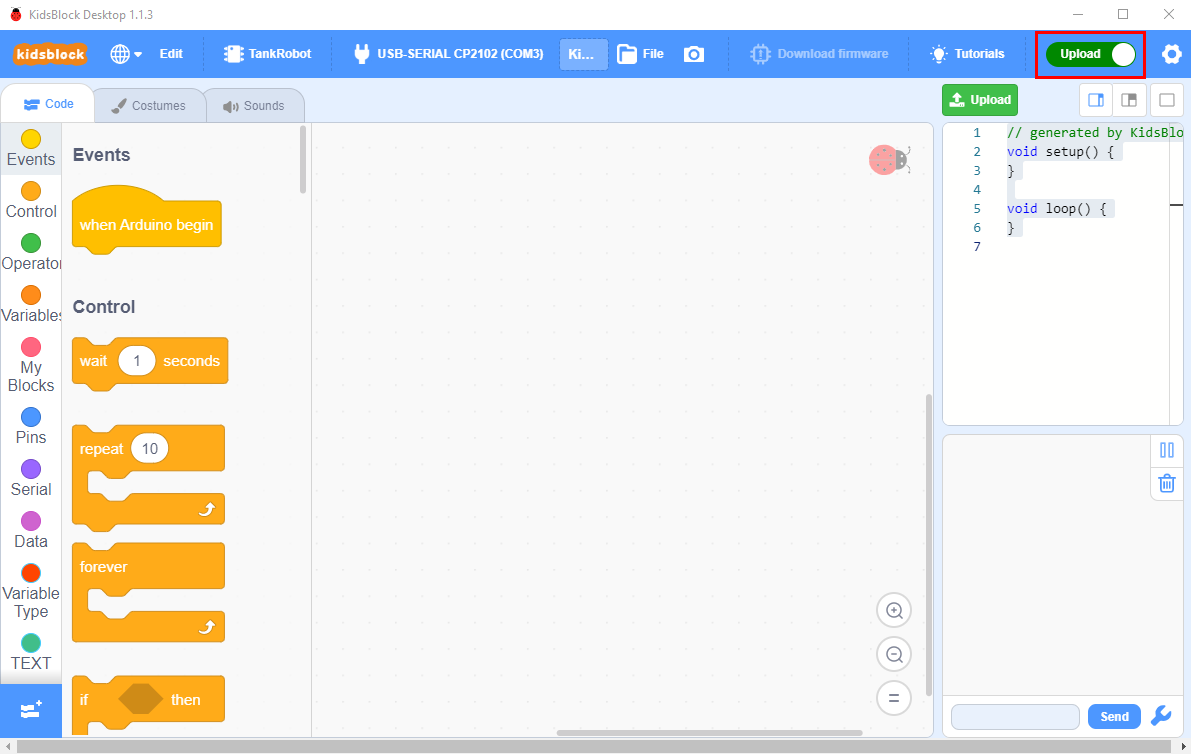 KidsBlock Desktop 1.1.3
kidsblock
Edit
TankRobot
USB-SERIAL CP2102 (COM3)
Ki...
File
Download firmware
Tutorials
Upload
Code
Costumes
Sounds
Upload
Events
Control
Operator
Variables
My
Blocks
Pins
Serial
Data
Variable
Type
TEXT
Events
when Arduino begin
Control
wait 1 seconds
repeat 10
forever
if then
1 // generated by KidsBlo
2 void setup() {
3 }
4
5 void loop() {
6 }
7
Send